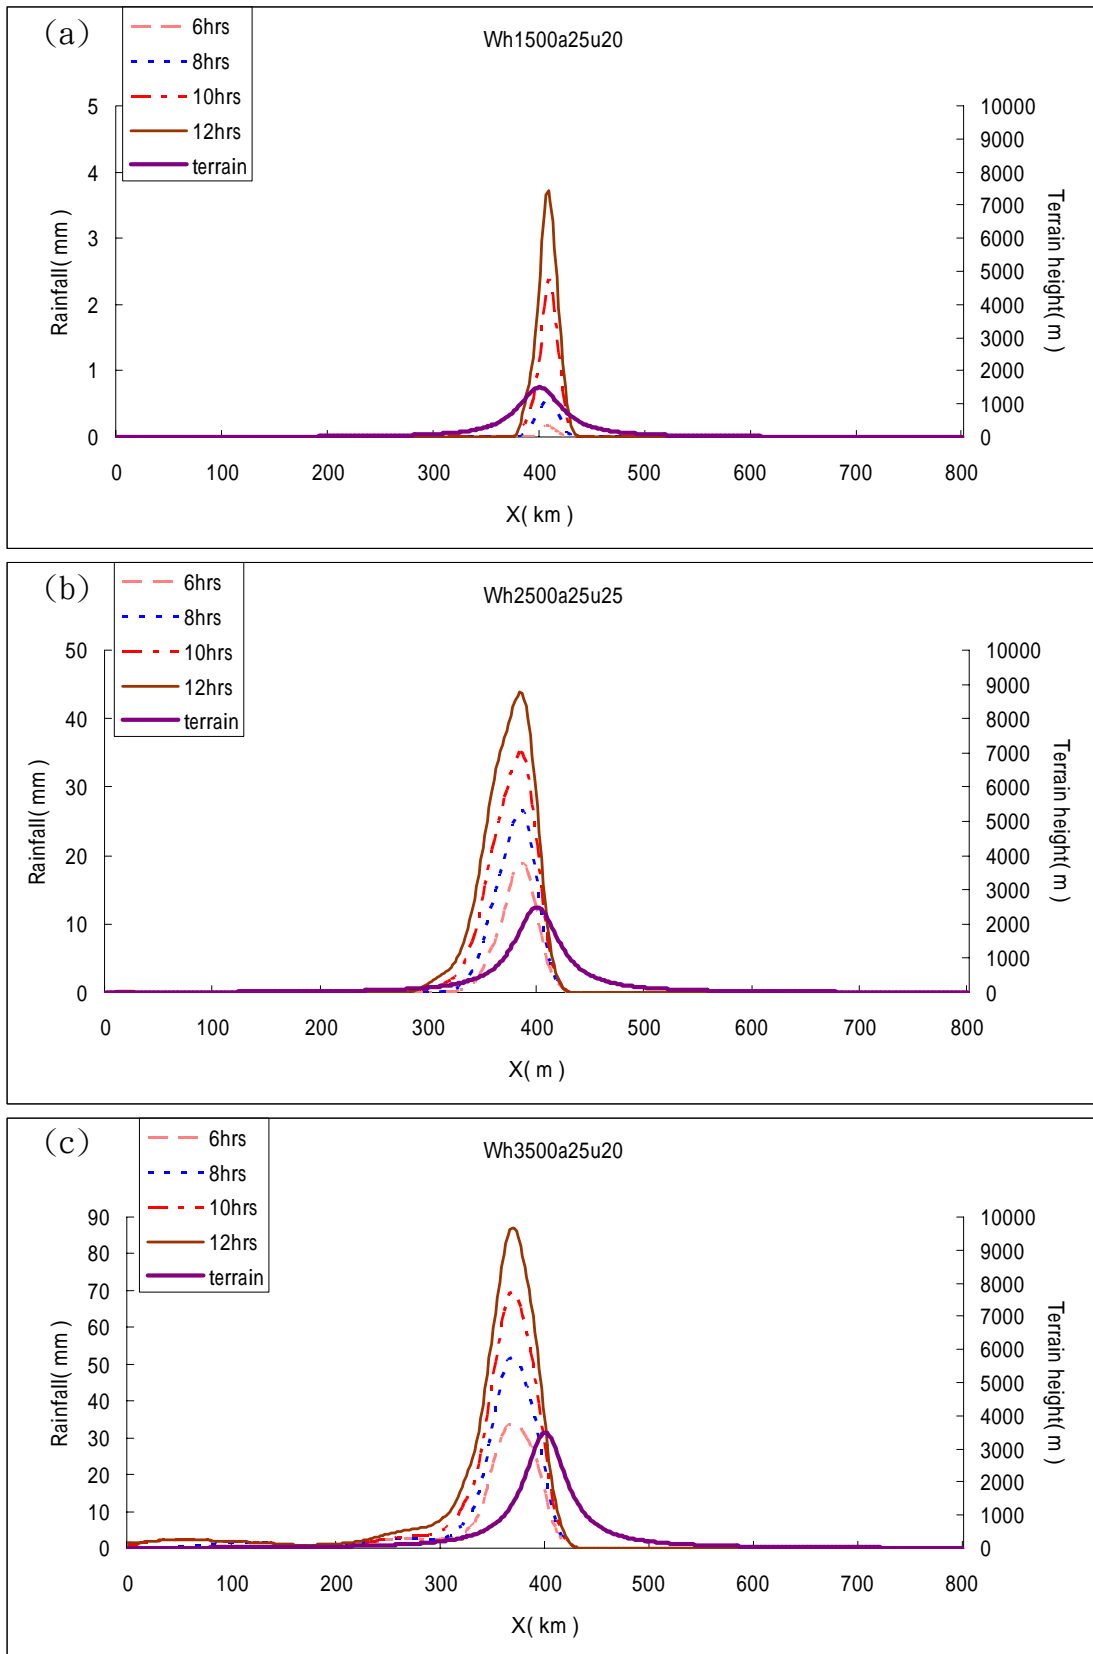 (a)
Wh1500a25u20
6hrs
8hrs
10hrs
12hrs
terrain
Rainfall( mm )
5
4
3
2
1
0
10000
9000
8000
7000
6000
5000
4000
3000
2000
1000
0
Terrain height( m )
0 100 200 300 400 500 600 700 800
X( km )
(b)
Wh2500a25u25
6hrs
8hrs
10hrs
12hrs
terrain
Rainfall( mm )
50
40
30
20
10
0
10000
9000
8000
7000
6000
5000
4000
3000
2000
1000
0
Terrain height( m )
0 100 200 300 400 500 600 700 800
X( m )
(c)
Wh3500a25u20
6hrs
8hrs
10hrs
12hrs
terrain
Rainfall( mm )
90
80
70
60
50
40
30
20
10
0
10000
9000
8000
7000
6000
5000
4000
3000
2000
1000
0
Terrain height( m )
0 100 200 300 400 500 600 700 800
X( km )